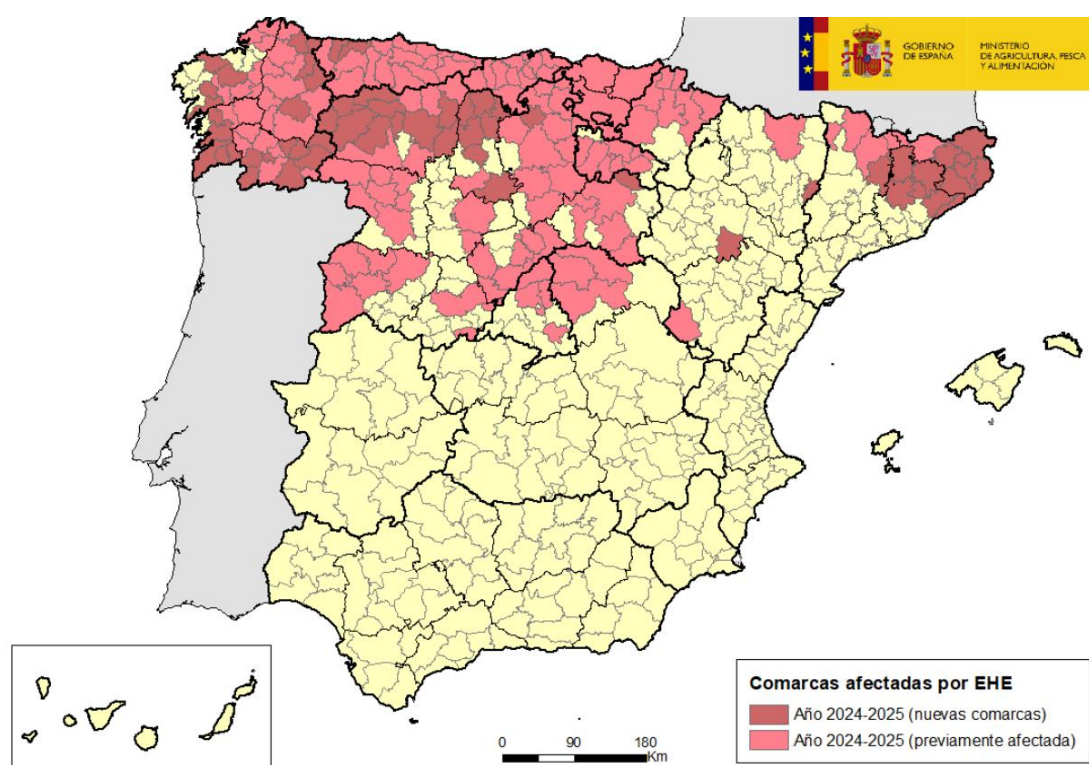 GOBIERNO
DE ESPAÑA
MINISTERIO
DE AGRICULTURA, PESCA
Y ALIMENTACIÓN
Comarcas afectadas por EHE
Año 2024-2025 (nuevas comarcas)
Año 2024-2025 (previamente afectada)
0 90 180
Km